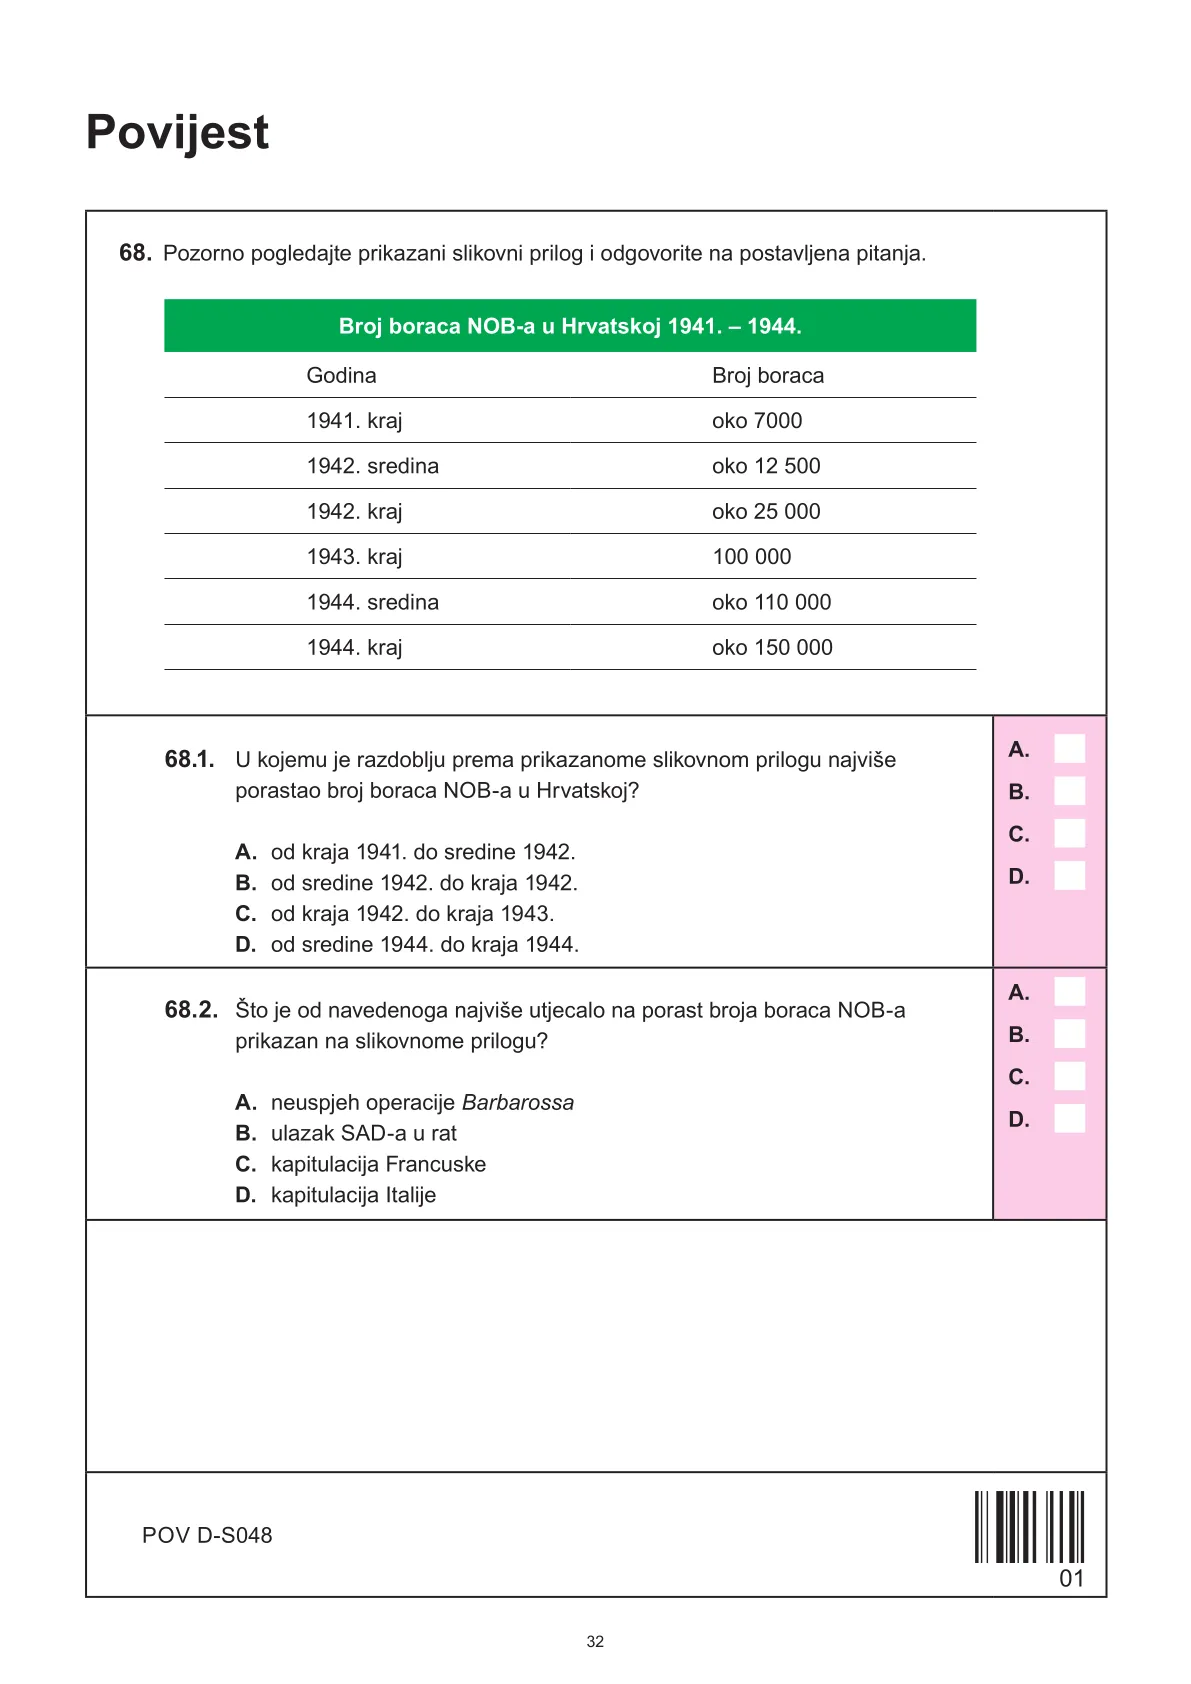 Povijest
68. Pozorno pogledajte prikazani slikovni prilog i odgovorite na postavljena pitanja.
Broj boraca NOB-a u Hrvatskoj 1941. – 1944.
Godina Broj boraca
1941. kraj oko 7000
1942. sredina oko 12 500
1942. kraj oko 25 000
1943. kraj 100 000
1944. sredina oko 110 000
1944. kraj oko 150 000
68.1. U kojemu je razdoblju prema prikazanome slikovnom prilogu najviše
porastao broj boraca NOB-a u Hrvatskoj?
A. od kraja 1941. do sredine 1942.
B. od sredine 1942. do kraja 1942.
C. od kraja 1942. do kraja 1943.
D. od sredine 1944. do kraja 1944.
A.
B.
C.
D.
68.2. Što je od navedenoga najviše utjecalo na porast broja boraca NOB-a
prikazan na slikovnome prilogu?
A. neuspjeh operacije Barbarossa
B. ulazak SAD-a u rat
C. kapitulacija Francuske
D. kapitulacija Italije
A.
B.
C.
D.
POV D-S048
01
32